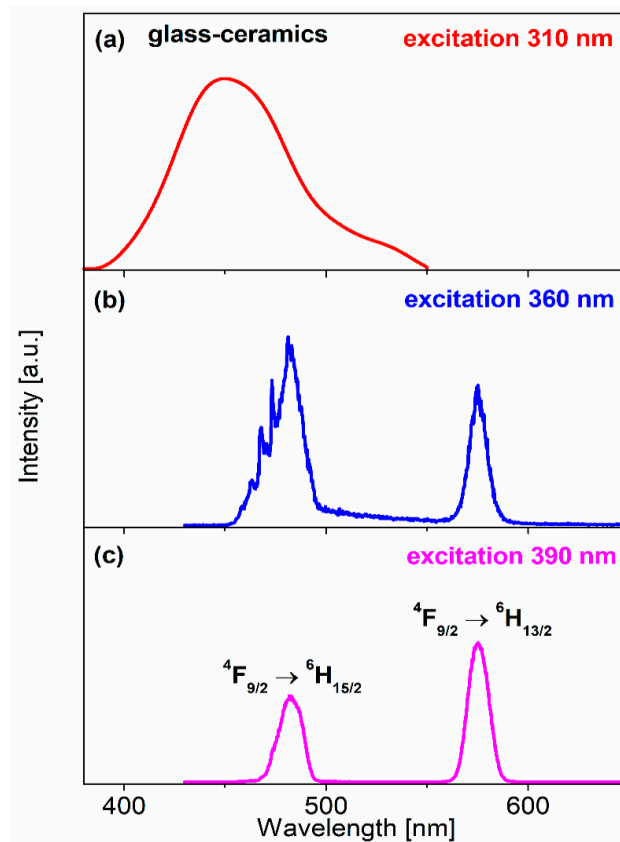 (a) glass-ceramics excitation 310 nm
(b) excitation 360 nm
(c) excitation 390 nm
⁴F₉/₂ → ⁶H₁₃/₂
⁴F₉/₂ → ⁶H₁₅/₂
Intensity [a.u.]
400 500 600
Wavelength [nm]